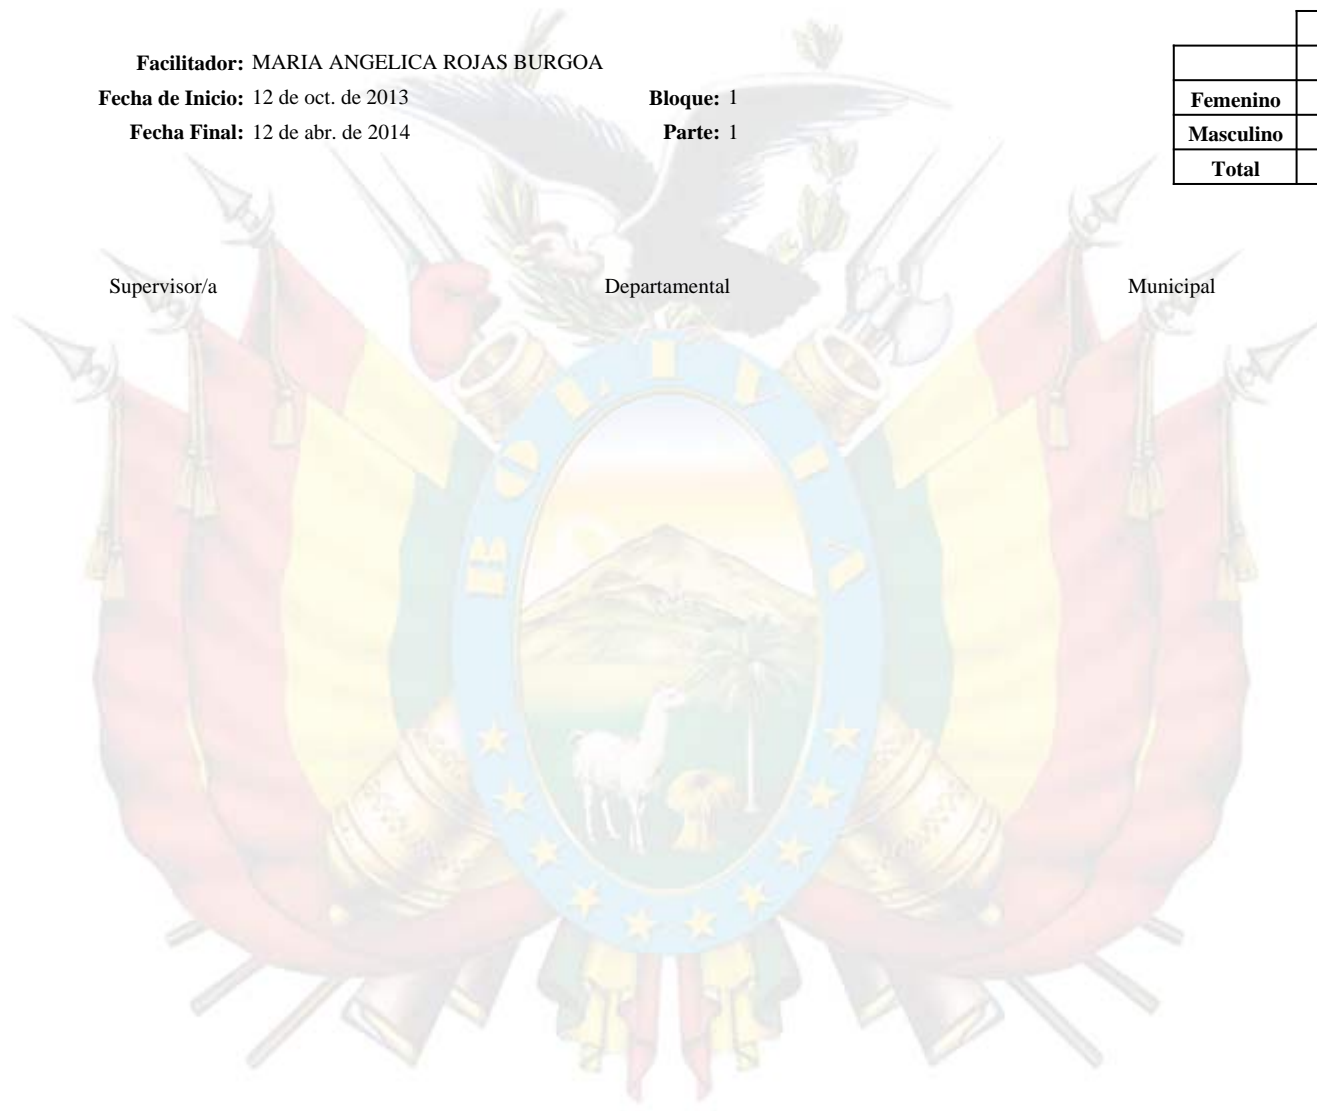 Facilitador: MARIA ANGELICA ROJAS BURGOA
Fecha de Inicio: 12 de oct. de 2013 Bloque: 1
Fecha Final: 12 de abr. de 2014 Parte: 1
Femenino
Masculino
Total
Supervisor/a Departamental Municipal
BOLIVIA